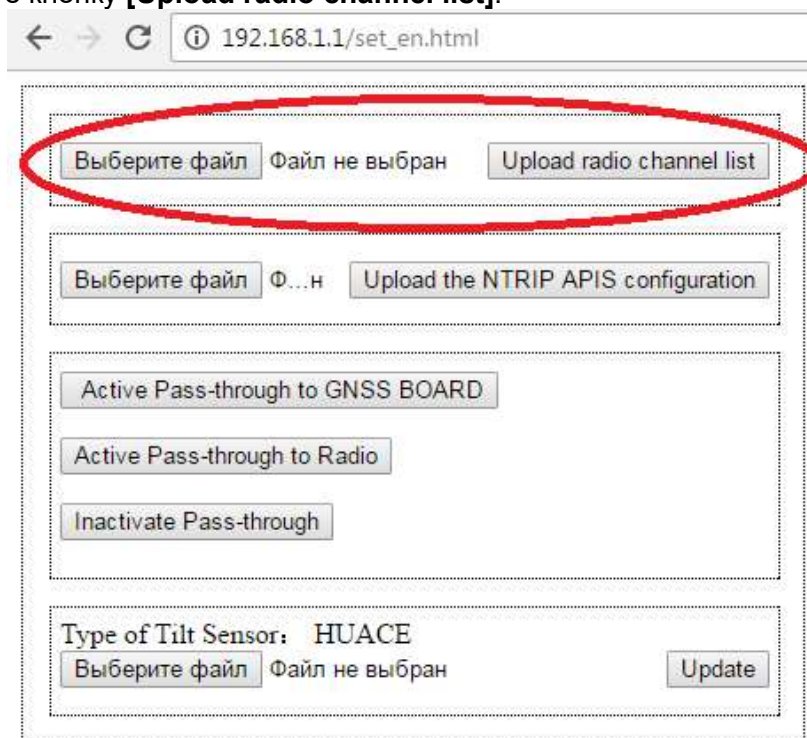 кнопку [Upload radio channel list].
192.168.1.1/set_en.html
Выберите файл Файл не выбран Upload radio channel list
Выберите файл Ф...н Upload the NTRIP APIS configuration
Active Pass-through to GNSS BOARD
Active Pass-through to Radio
Inactivate Pass-through
Type of Tilt Sensor： HUACE
Выберите файл Файл не выбран Update